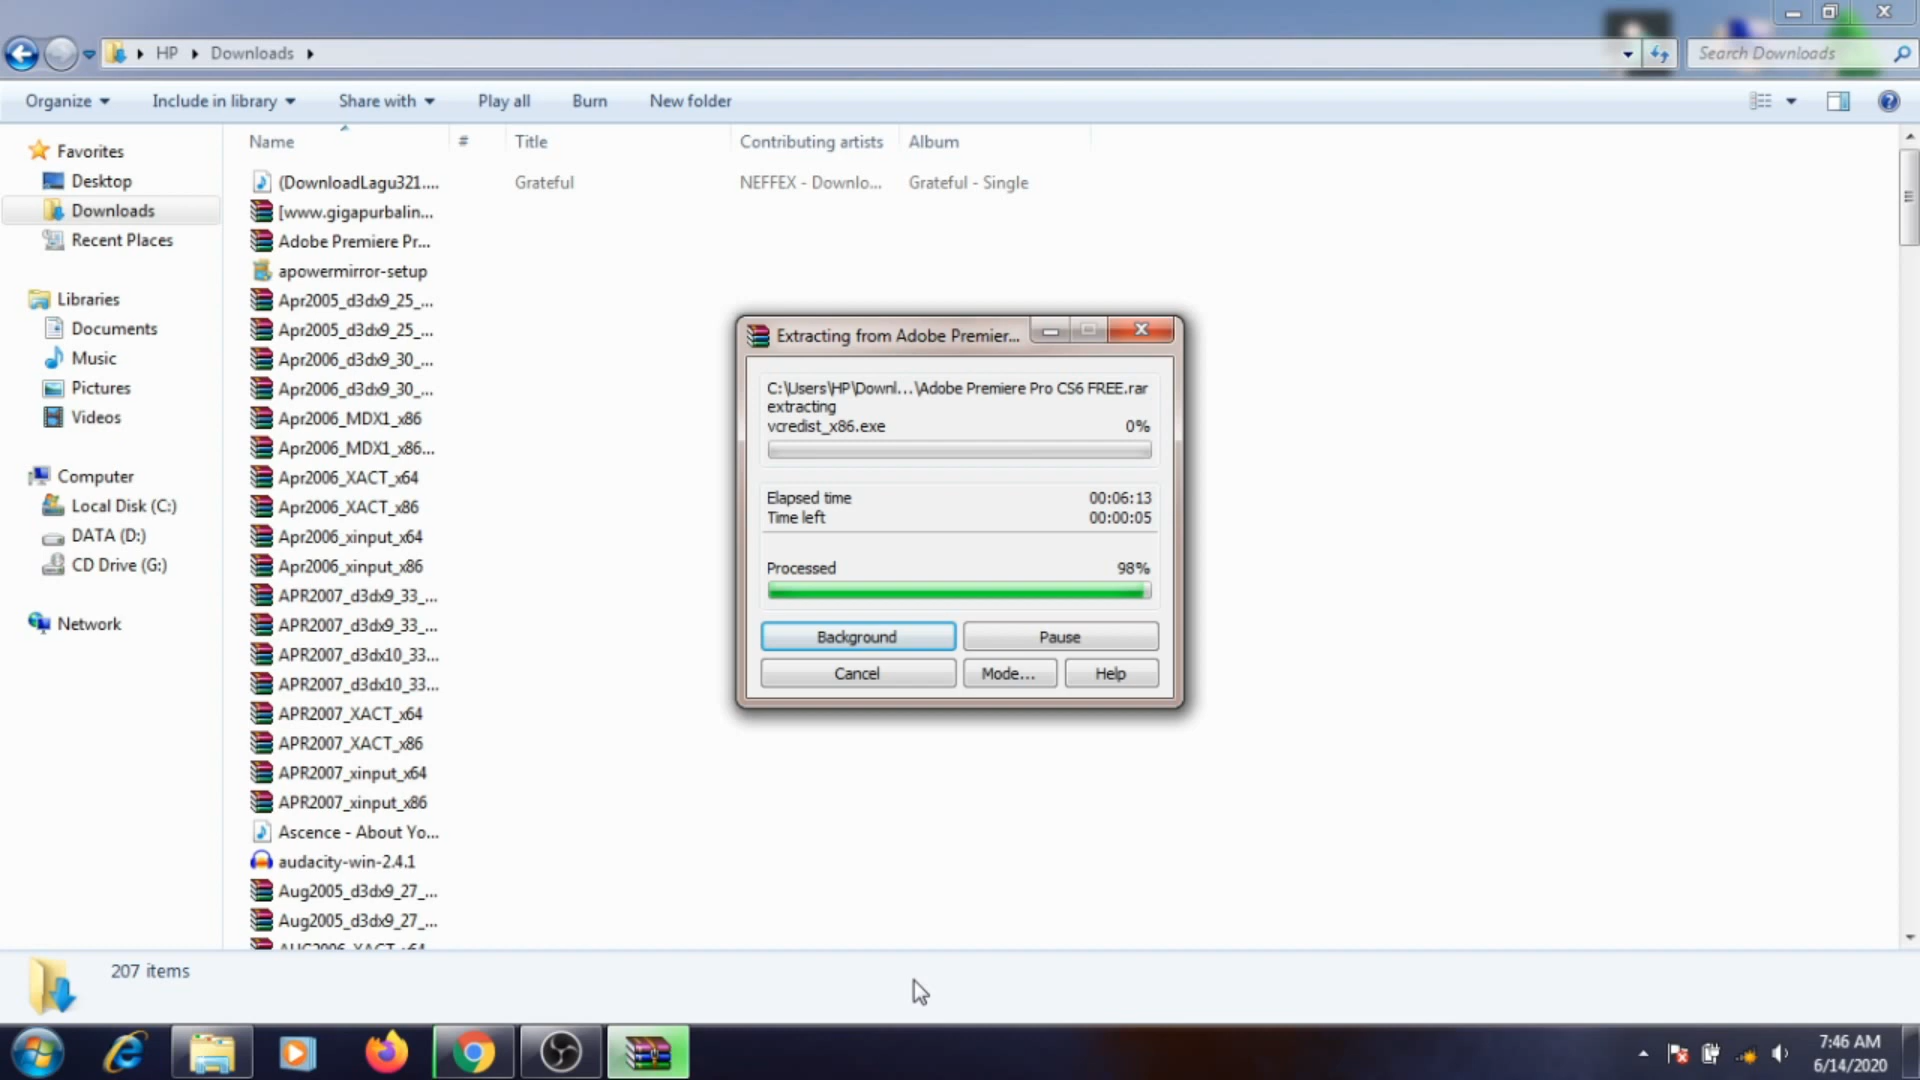 HP
Downloads
Search Downloads
Organize
Include in library
Share with
Play all
Burn
New folder
Name
#
Title
Contributing artists
Album
Favorites
Desktop
Downloads
Recent Places
Libraries
Documents
Music
Pictures
Videos
Computer
Local Disk (C:)
DATA (D:)
CD Drive (G:)
Network
(DownloadLagu321.... Grateful NEFFEX - Downlo... Grateful - Single
[www.gigapurbalin...
Adobe Premiere Pr...
apowermirror-setup
Apr2005_d3dx9_25_...
Apr2005_d3dx9_25_...
Apr2006_d3dx9_30_...
Apr2006_d3dx9_30_...
Apr2006_MDX1_x86
Apr2006_MDX1_x86...
Apr2006_XACT_x64
Apr2006_XACT_x86
Apr2006_xinput_x64
Apr2006_xinput_x86
APR2007_d3dx9_33_...
APR2007_d3dx9_33_...
APR2007_d3dx10_33...
APR2007_d3dx10_33...
APR2007_XACT_x64
APR2007_XACT_x86
APR2007_xinput_x64
APR2007_xinput_x86
Ascence - About Yo...
audacity-win-2.4.1
Aug2005_d3dx9_27_...
Aug2005_d3dx9_27_...
AUG2006_XACT_x64
Extracting from Adobe Premier...
C:\Users\HP\Downl...\Adobe Premiere Pro CS6 FREE.rar
extracting
vcredist_x86.exe 0%
Elapsed time 00:06:13
Time left 00:00:05
Processed 98%
Background
Pause
Cancel
Mode...
Help
207 items
7:46 AM
6/14/2020